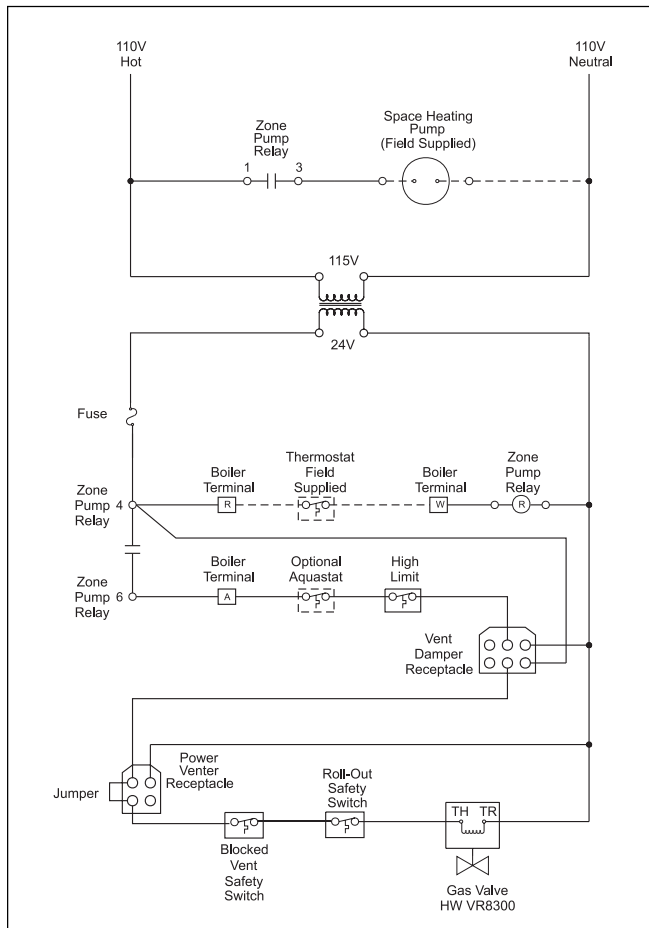 110V
Hot
110V
Neutral
Zone
Pump
Relay
1
3
Space Heating
Pump
(Field Supplied)
115V
24V
Fuse
Zone
Pump 4
Relay
Boiler
Terminal
R
Thermostat
Field
Supplied
Boiler
Terminal
W
Zone
Pump
Relay
R
Zone
Pump 6
Relay
Boiler
Terminal
A
Optional
Aquastat
High
Limit
Vent
Damper
Receptacle
Jumper
Power
Venter
Receptacle
Blocked
Vent
Safety
Switch
Roll-Out
Safety
Switch
TH TR
Gas Valve
HW VR8300